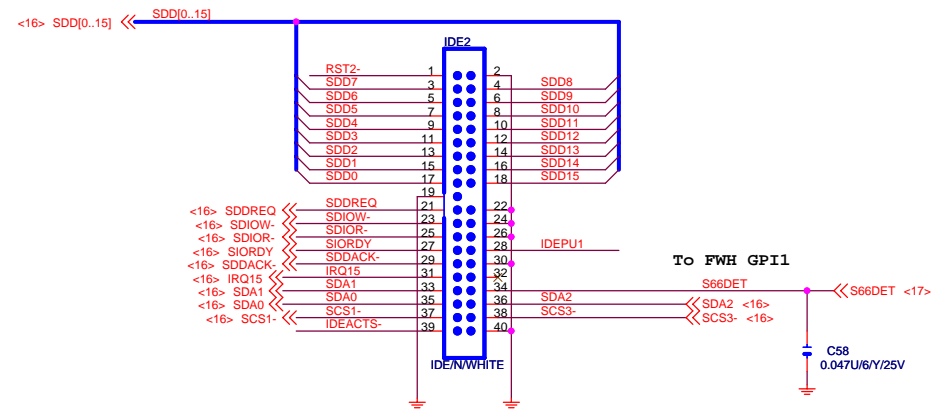 <16> SDD[0..15] SDD[0..15]
IDE2
RST2- 1 2
SDD7 3 4 SDD8
SDD6 5 6 SDD9
SDD5 7 8 SDD10
SDD4 9 10 SDD11
SDD3 11 12 SDD12
SDD2 13 14 SDD13
SDD1 15 16 SDD14
SDD0 17 18 SDD15
19
<16> SDDREQ SDDREQ 21 22
<16> SDIOW- SDIOW- 23 24
<16> SDIOR- SDIOR- 25 26
<16> SIORDY SIORDY 27 28 IDEPU1
<16> SDDACK- SDDACK- 29 30
To FWH GPI1
<16> IRQ15 IRQ15 31 32
<16> SDA1 SDA1 33 34 S66DET S66DET <17>
<16> SDA0 SDA0 35 36 SDA2 SDA2 <16>
<16> SCS1- SCS1- 37 38 SCS3- SCS3- <16>
IDEACTS- 39 40
C58
0.047U/6/Y/25V
IDE/N/WHITE